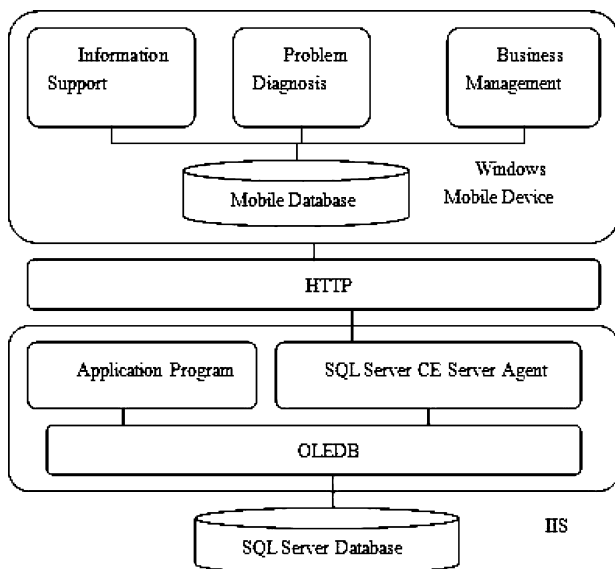 Information
Support
Problem
Diagnosis
Business
Management
Mobile Database
Windows
Mobile Device
HTTP
Application Program
SQL Server CE Server Agent
OLEDB
SQL Server Database
IIS